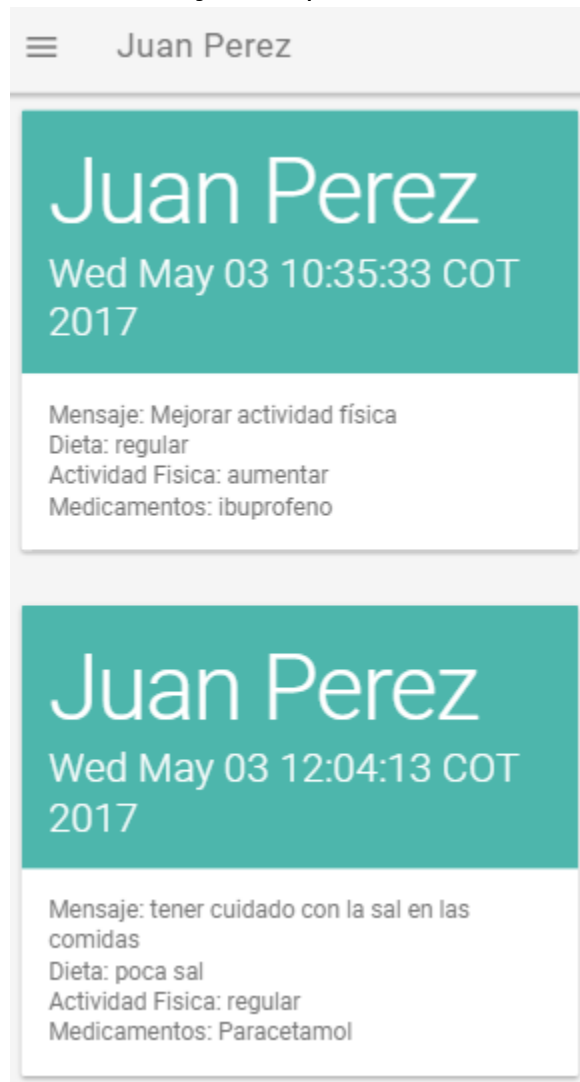 Juan Perez
Juan Perez
Wed May 03 10:35:33 COT
2017
Mensaje: Mejorar actividad física
Dieta: regular
Actividad Fisica: aumentar
Medicamentos: ibuprofeno
Juan Perez
Wed May 03 12:04:13 COT
2017
Mensaje: tener cuidado con la sal en las
comidas
Dieta: poca sal
Actividad Fisica: regular
Medicamentos: Paracetamol